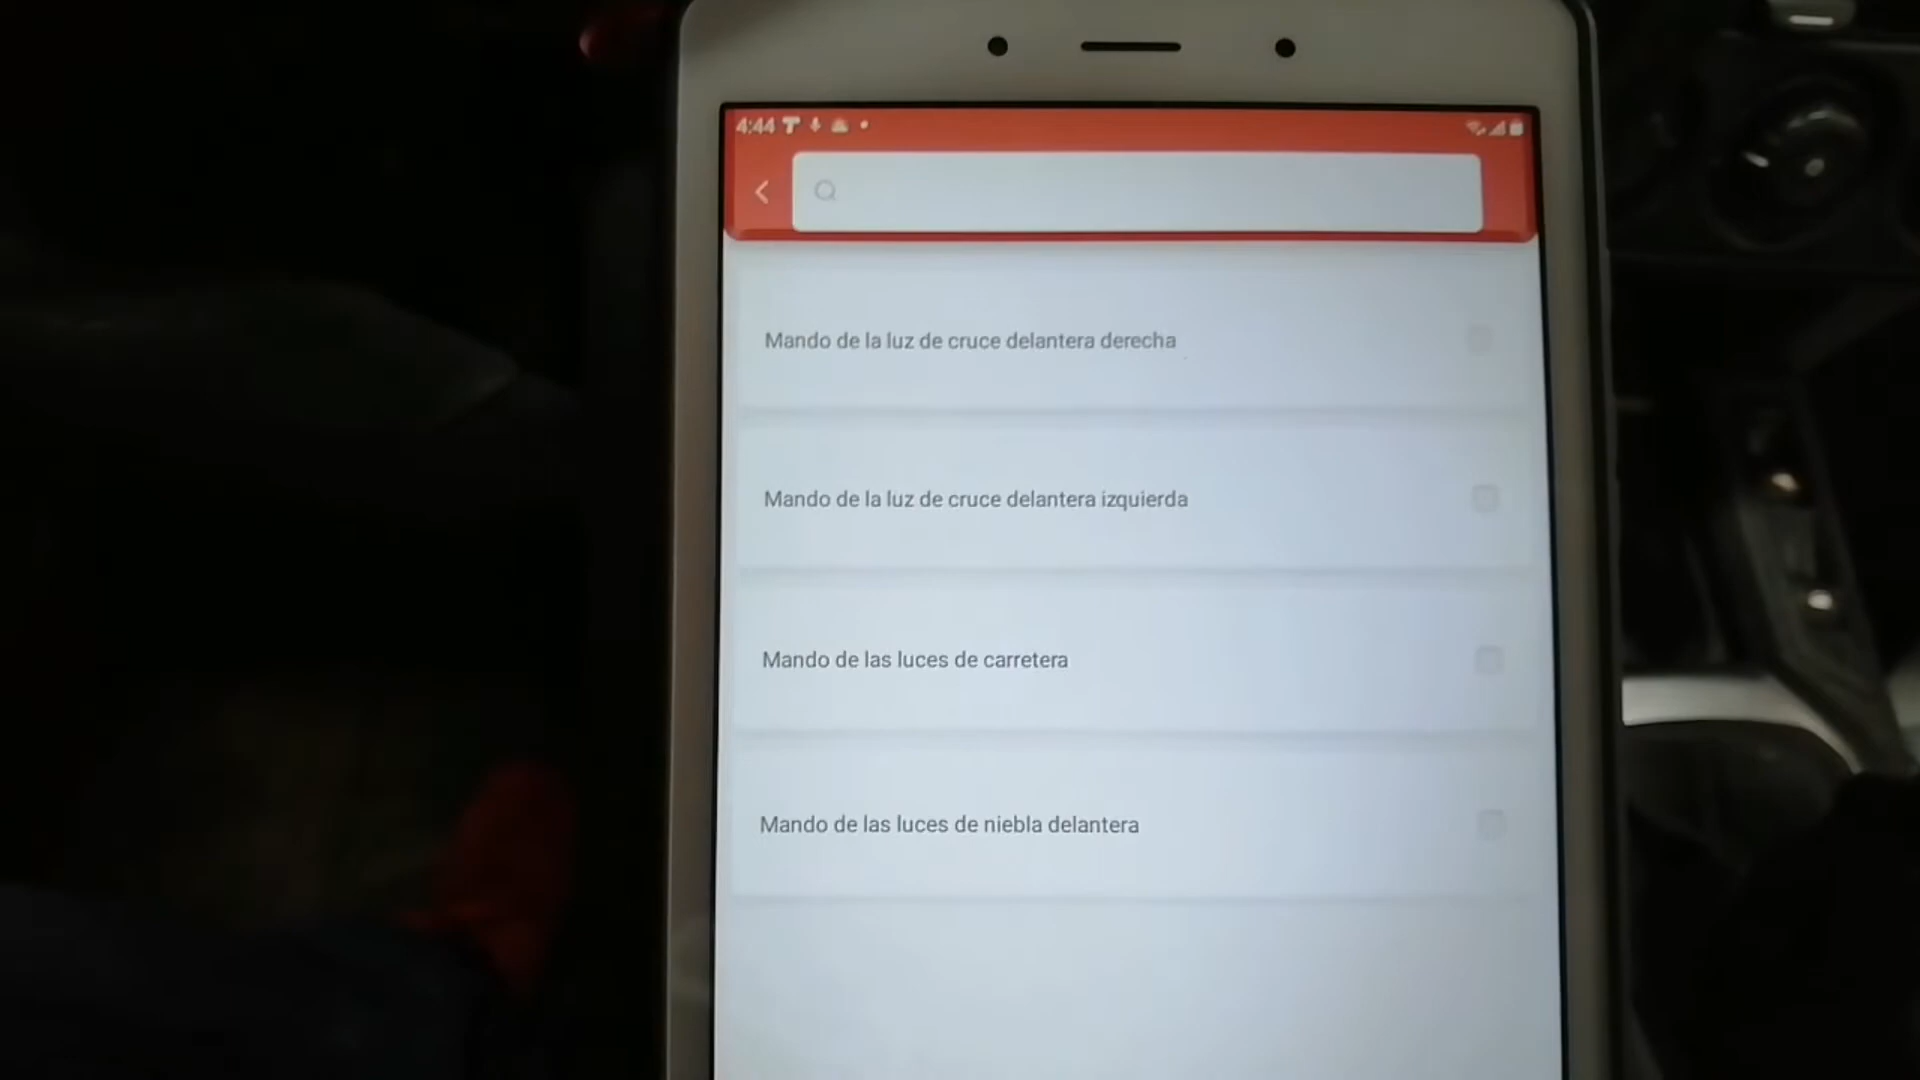 4:44
Mando de la luz de cruce delantera derecha
Mando de la luz de cruce delantera izquierda
Mando de las luces de carretera
Mando de las luces de niebla delantera